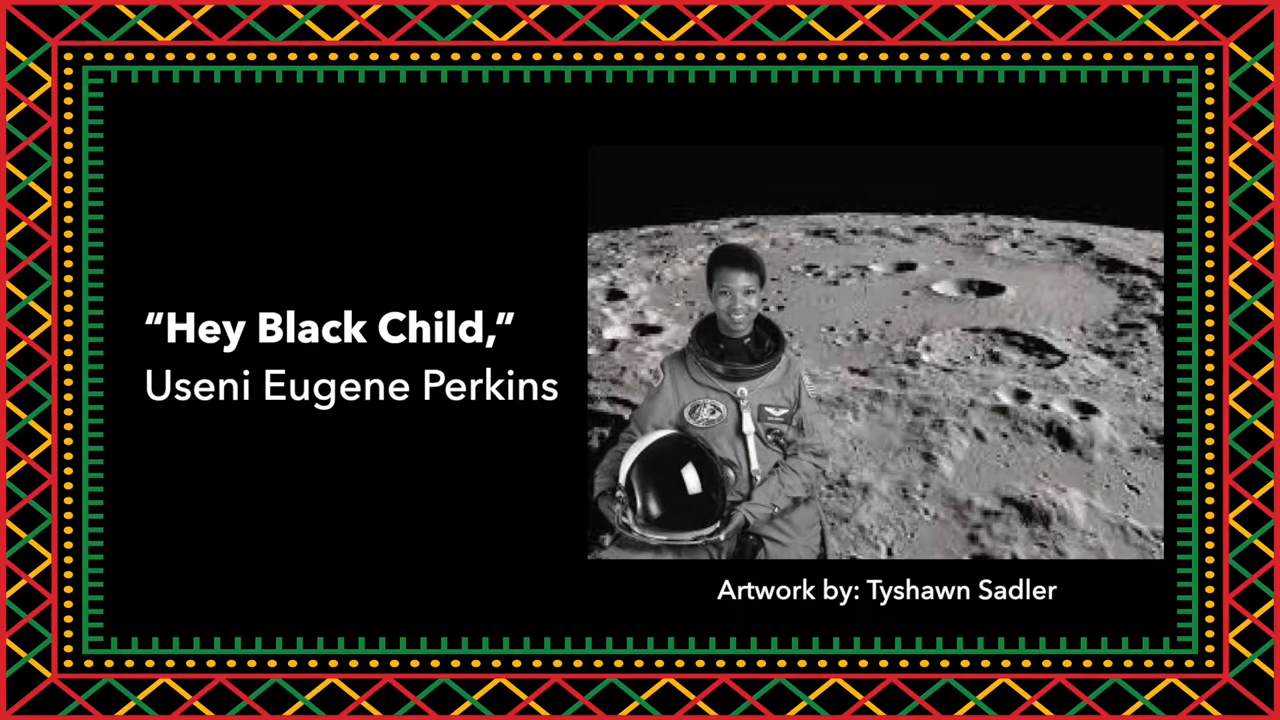 “Hey Black Child,”
Useni Eugene Perkins
Artwork by: Tyshawn Sadler